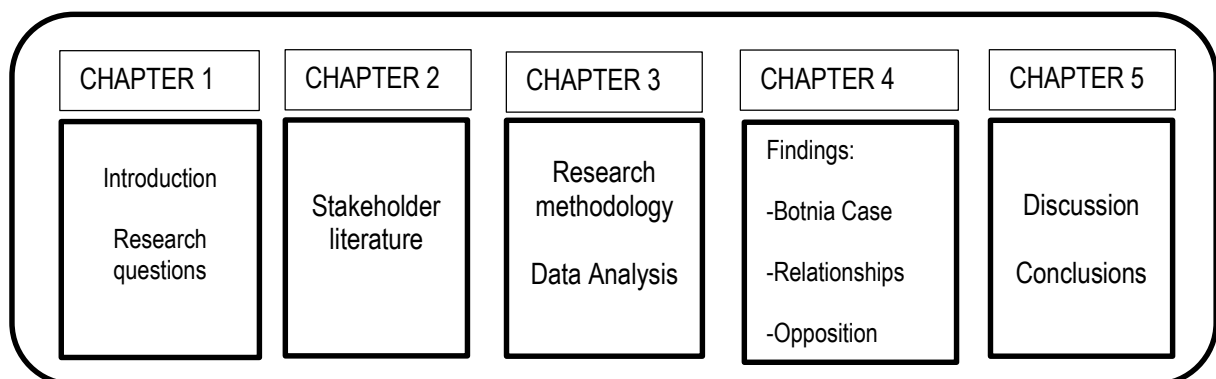 CHAPTER 1
Introduction
Research
questions
CHAPTER 2
Stakeholder
literature
CHAPTER 3
Research
methodology
Data Analysis
CHAPTER 4
Findings:
-Botnia Case
-Relationships
-Opposition
CHAPTER 5
Discussion
Conclusions